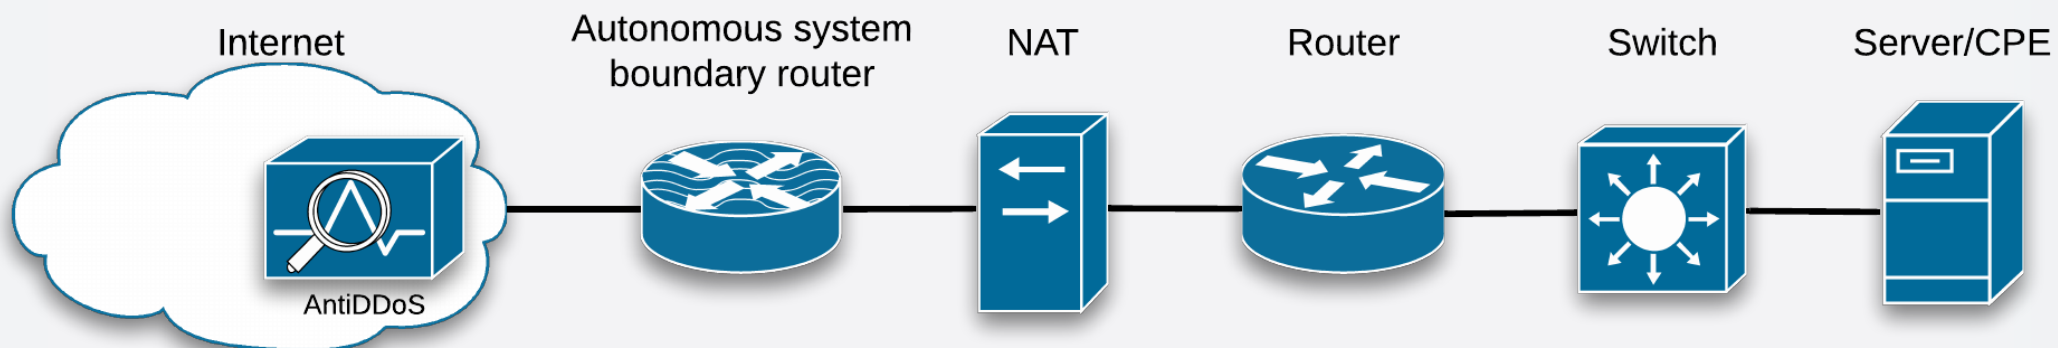 Internet
Autonomous system
boundary router
NAT
Router
Switch
Server/CPE
AntiDDoS